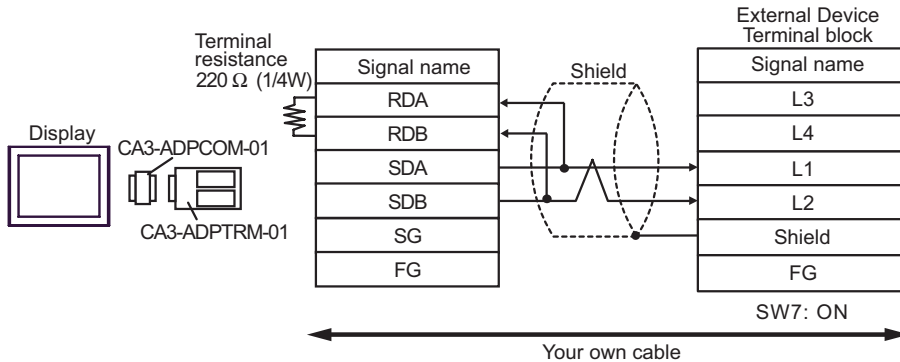 External Device
Terminal block
Terminal
resistance
220 Ω (1/4W)
Signal name
Shield
Signal name
RDA
L3
RDB
L4
Display
CA3-ADPCOM-01
SDA
L1
SDB
L2
CA3-ADPTRM-01
SG
Shield
FG
FG
SW7: ON
Your own cable